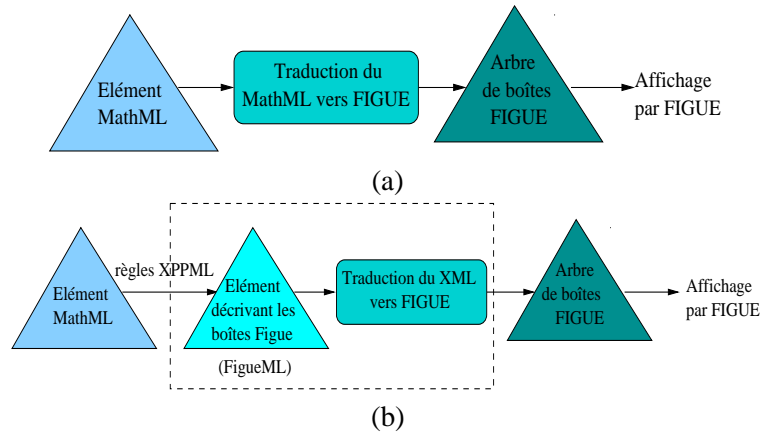 Elément
MathML
Traduction du
MathML vers FIGUE
Arbre
de boîtes
FIGUE
Affichage
par FIGUE
(a)
Elément
MathML
règles XPPML
Elément
décrivant les
boîtes Figue
(FigueML)
Traduction du XML
vers FIGUE
Arbre
de boîtes
FIGUE
Affichage
par FIGUE
(b)